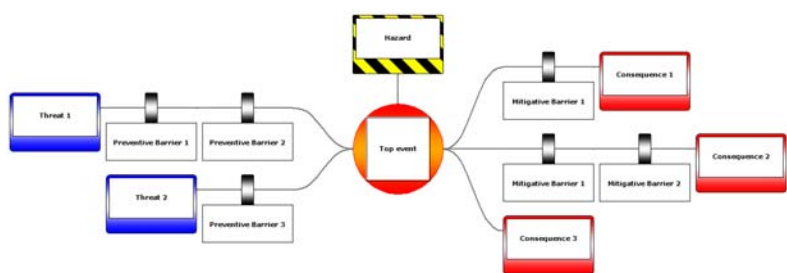 Hazard
Threat 1
Preventive Barrier 1
Preventive Barrier 2
Threat 2
Preventive Barrier 3
Top event
Mitigative Barrier 1
Consequence 1
Mitigative Barrier 1
Mitigative Barrier 2
Consequence 2
Consequence 3